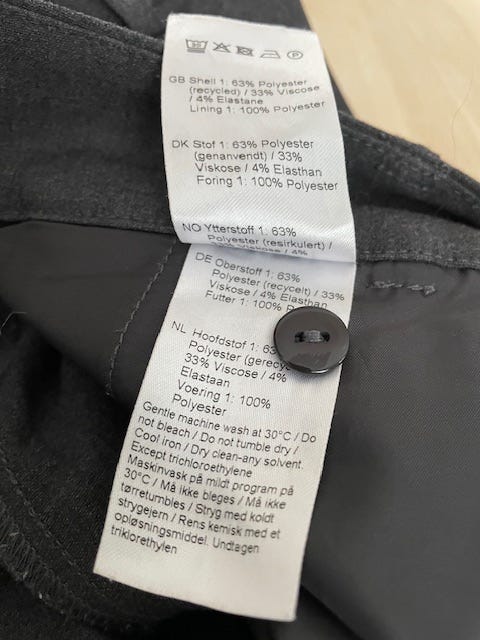 GB Shell 1: 63% Polyester
(recycled) / 33% Viscose
/ 4% Elastane
Lining 1: 100% Polyester
DK Stof 1: 63% Polyester
(genanvendt) / 33%
Viskose / 4% Elasthan
Foring 1: 100% Polyester
NO Ytterstoff 1: 63%
Polyester (resirkulert) /
33% Viskose / 4%
DE Oberstoff 1: 63%
Polyester (recycelt) / 33%
Viskose / 4% Elasthan
Futter 1: 100%
NL Hoofdstof 1:
Polyester
33% Viscose / 4%
Elastaan
Voering 1: 100%
Polyester
Gentle machine wash at 30°C / Do
not bleach / Do not tumble dry /
Cool iron / Dry clean-any solvent.
Except trichloroethylene
Maskinvask på mildt program på
30°C / Må ikke bleges / Må ikke
tørretumbles / Stryg med koldt
strygejern / Rens kemisk med et
opløsningsmiddel. Undtagen
triklorethylen